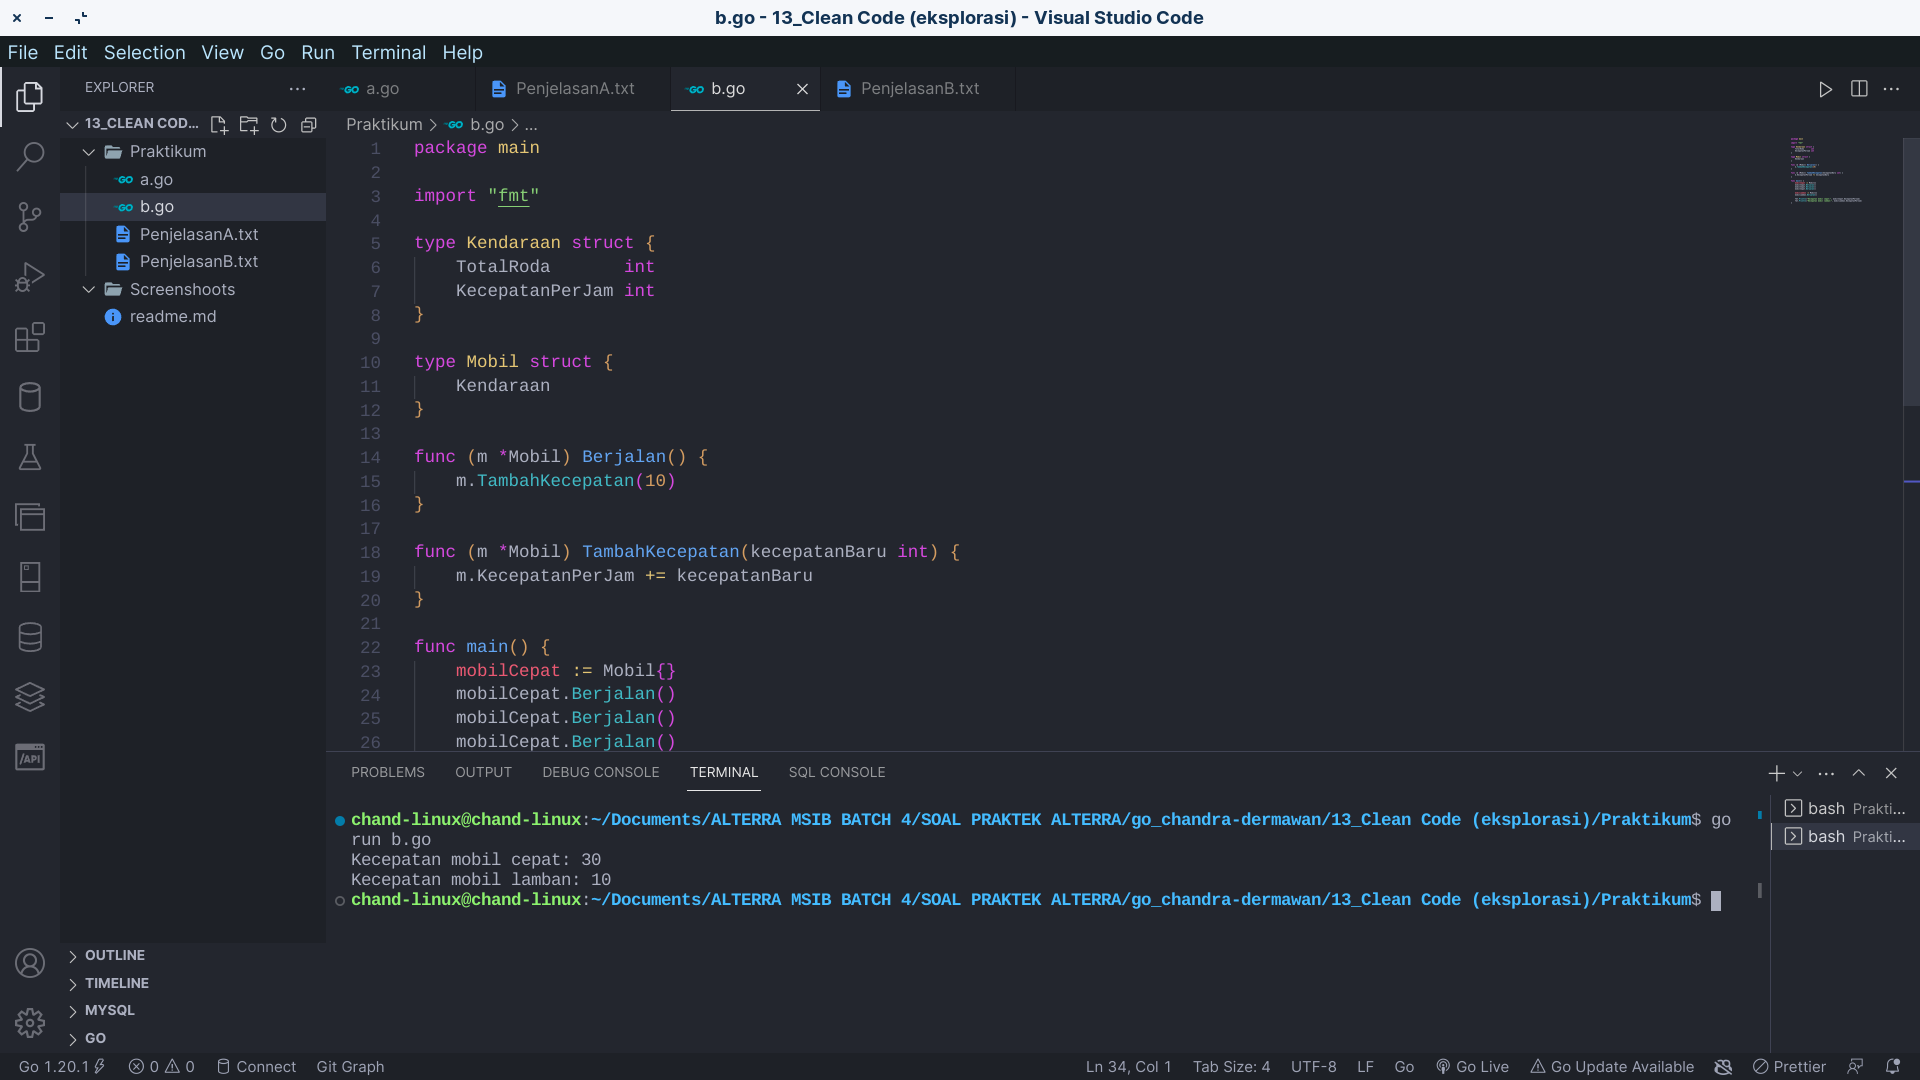 b.go - 13_Clean Code (eksplorasi) - Visual Studio Code
File Edit Selection View Go Run Terminal Help
EXPLORER
a.go
PenjelasanA.txt
b.go
PenjelasanB.txt
13_CLEAN COD...
Praktikum
a.go
b.go
PenjelasanA.txt
PenjelasanB.txt
Screenshoots
readme.md
Praktikum > b.go > ...
1 package main
2
3 import "fmt"
4
5 type Kendaraan struct {
6 TotalRoda int
7 KecepatanPerJam int
8 }
9
10 type Mobil struct {
11 Kendaraan
12 }
13
14 func (m *Mobil) Berjalan() {
15 m.TambahKecepatan(10)
16 }
17
18 func (m *Mobil) TambahKecepatan(kecepatanBaru int) {
19 m.KecepatanPerJam += kecepatanBaru
20 }
21
22 func main() {
23 mobilCepat := Mobil{}
24 mobilCepat.Berjalan()
25 mobilCepat.Berjalan()
26 mobilCepat.Berjalan()
PROBLEMS OUTPUT DEBUG CONSOLE TERMINAL SQL CONSOLE
chand-linux@chand-linux:~/Documents/ALTERRA MSIB BATCH 4/SOAL PRAKTEK ALTERRA/go_chandra-dermawan/13_Clean Code (eksplorasi)/Praktikum$ go
run b.go
Kecepatan mobil cepat: 30
Kecepatan mobil lamban: 10
chand-linux@chand-linux:~/Documents/ALTERRA MSIB BATCH 4/SOAL PRAKTEK ALTERRA/go_chandra-dermawan/13_Clean Code (eksplorasi)/Praktikum$
bash Prakti...
bash Prakti...
/API
OUTLINE
TIMELINE
MYSQL
GO
Go 1.20.1 0 0 Connect Git Graph Ln 34, Col 1 Tab Size: 4 UTF-8 LF Go Go Live Go Update Available Prettier